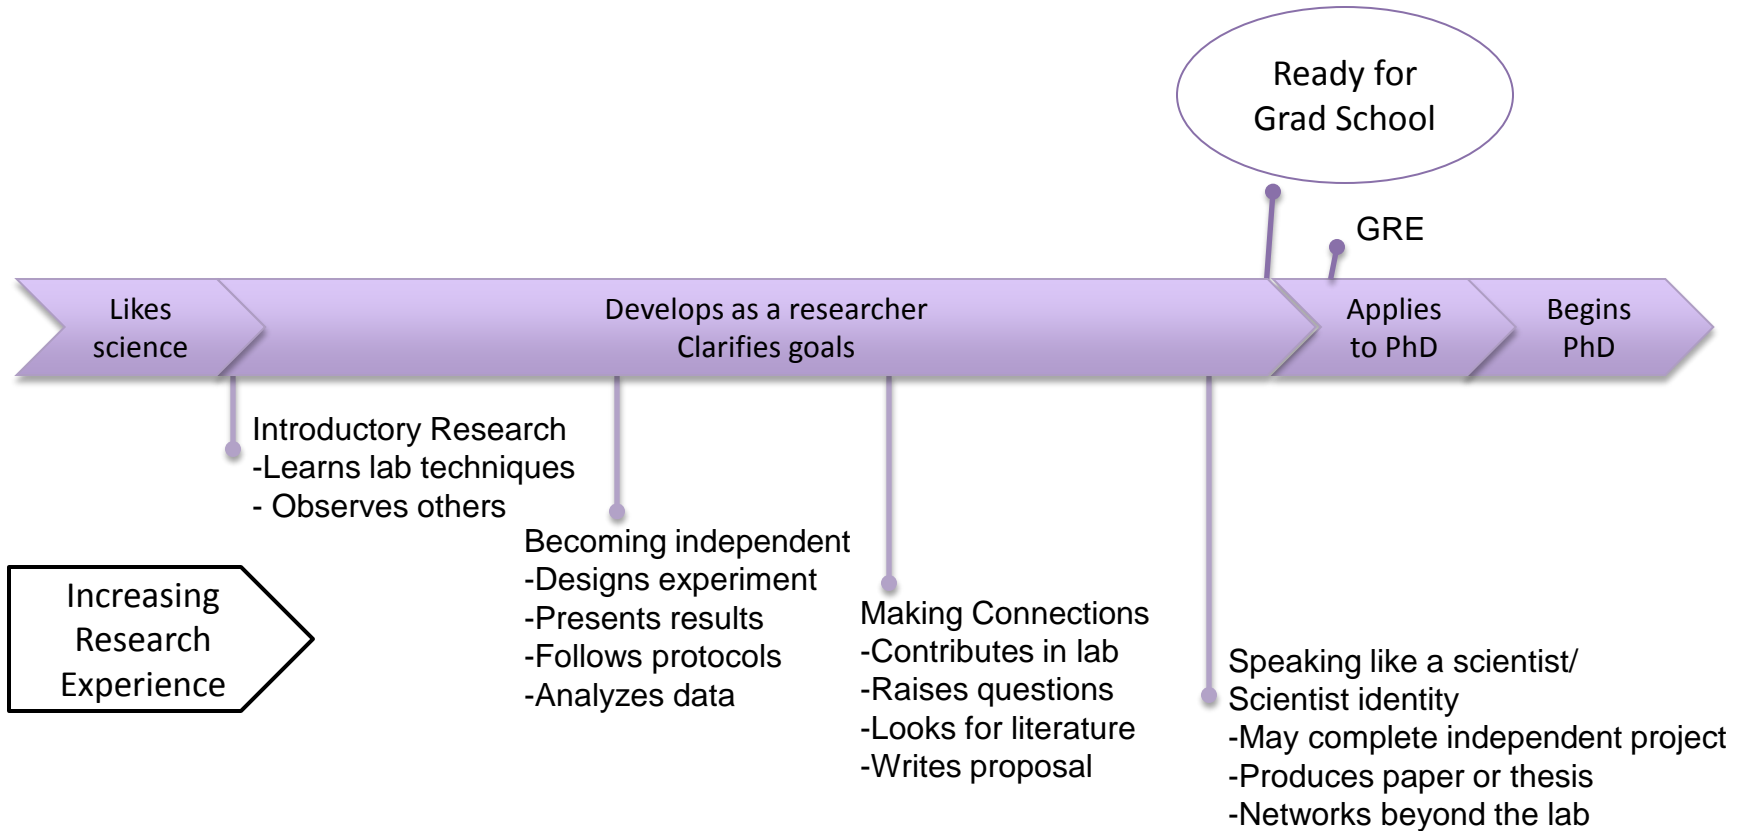 Ready for
Grad School
GRE
Likes
science
Develops as a researcher
Clarifies goals
Applies
to PhD
Begins
PhD
Introductory Research
-Learns lab techniques
- Observes others
Becoming independent
-Designs experiment
-Presents results
-Follows protocols
-Analyzes data
Making Connections
-Contributes in lab
-Raises questions
-Looks for literature
-Writes proposal
Speaking like a scientist/
Scientist identity
-May complete independent project
-Produces paper or thesis
-Networks beyond the lab
Increasing
Research
Experience